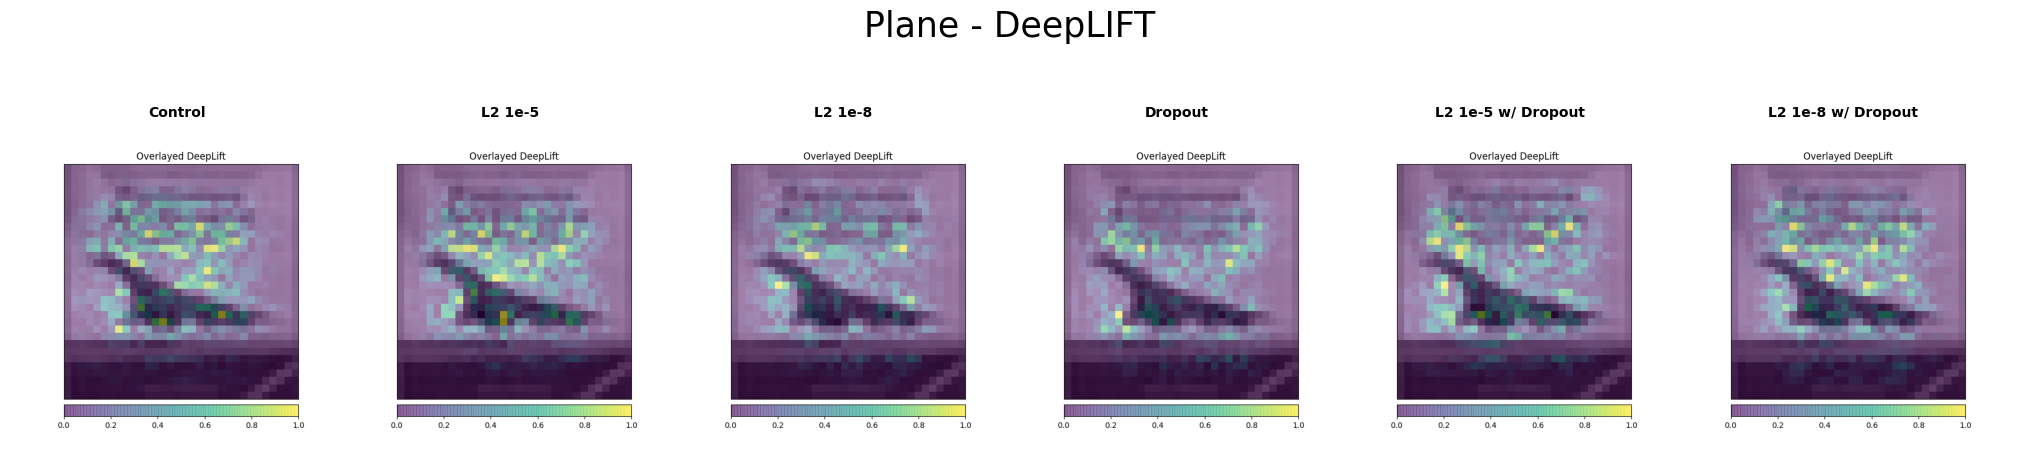 Plane - DeepLIFT
Control L2 1e-5 L2 1e-8 Dropout L2 1e-5 w/ Dropout L2 1e-8 w/ Dropout
Overlayed DeepLift Overlayed DeepLift Overlayed DeepLift Overlayed DeepLift Overlayed DeepLift Overlayed DeepLift
0.0 0.2 0.4 0.6 0.8 1.0 0.0 0.2 0.4 0.6 0.8 1.0 0.0 0.2 0.4 0.6 0.8 1.0 0.0 0.2 0.4 0.6 0.8 1.0 0.0 0.2 0.4 0.6 0.8 1.0 0.0 0.2 0.4 0.6 0.8 1.0